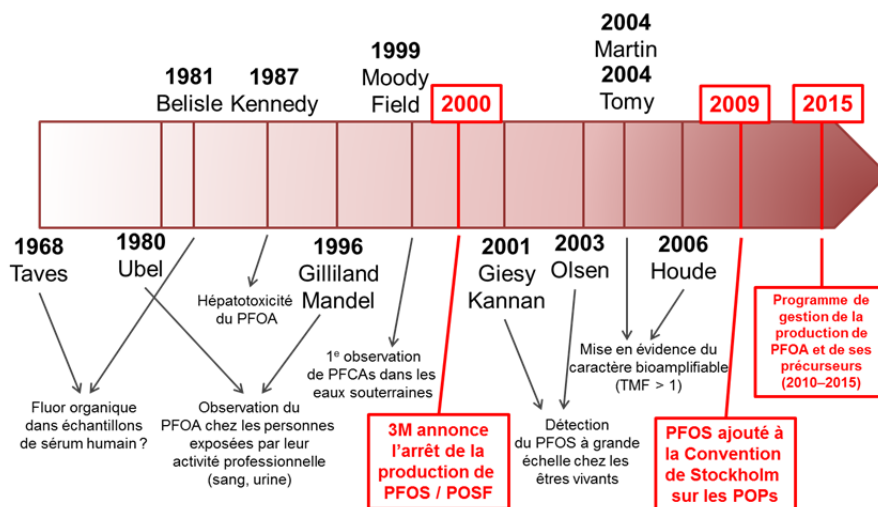 2004
Martin
2004
Tomy
1999
Moody
Field
1987
Kennedy
1981
Belisle
2000
2009
2015
1968
Taves
1980
Ubel
1996
Gilliland
Mandel
2001
Giesy
Kannan
2003
Olsen
2006
Houde
Hépatotoxicité
du PFOA
1e observation
de PFCAs dans les
eaux souterraines
Mise en évidence du
caractère bioamplifiable
(TMF > 1)
Programme de
gestion de la
production de
PFOA et de ses
précurseurs
(2010–2015)
Fluor organique
dans échantillons
de sérum humain ?
Observation du
PFOA chez les personnes
exposées par leur
activité professionnelle
(sang, urine)
3M annonce
l’arrêt de la
production de
PFOS / POSF
Détection
du PFOS à grande
échelle chez les
êtres vivants
PFOS ajouté à
la Convention
de Stockholm
sur les POPs